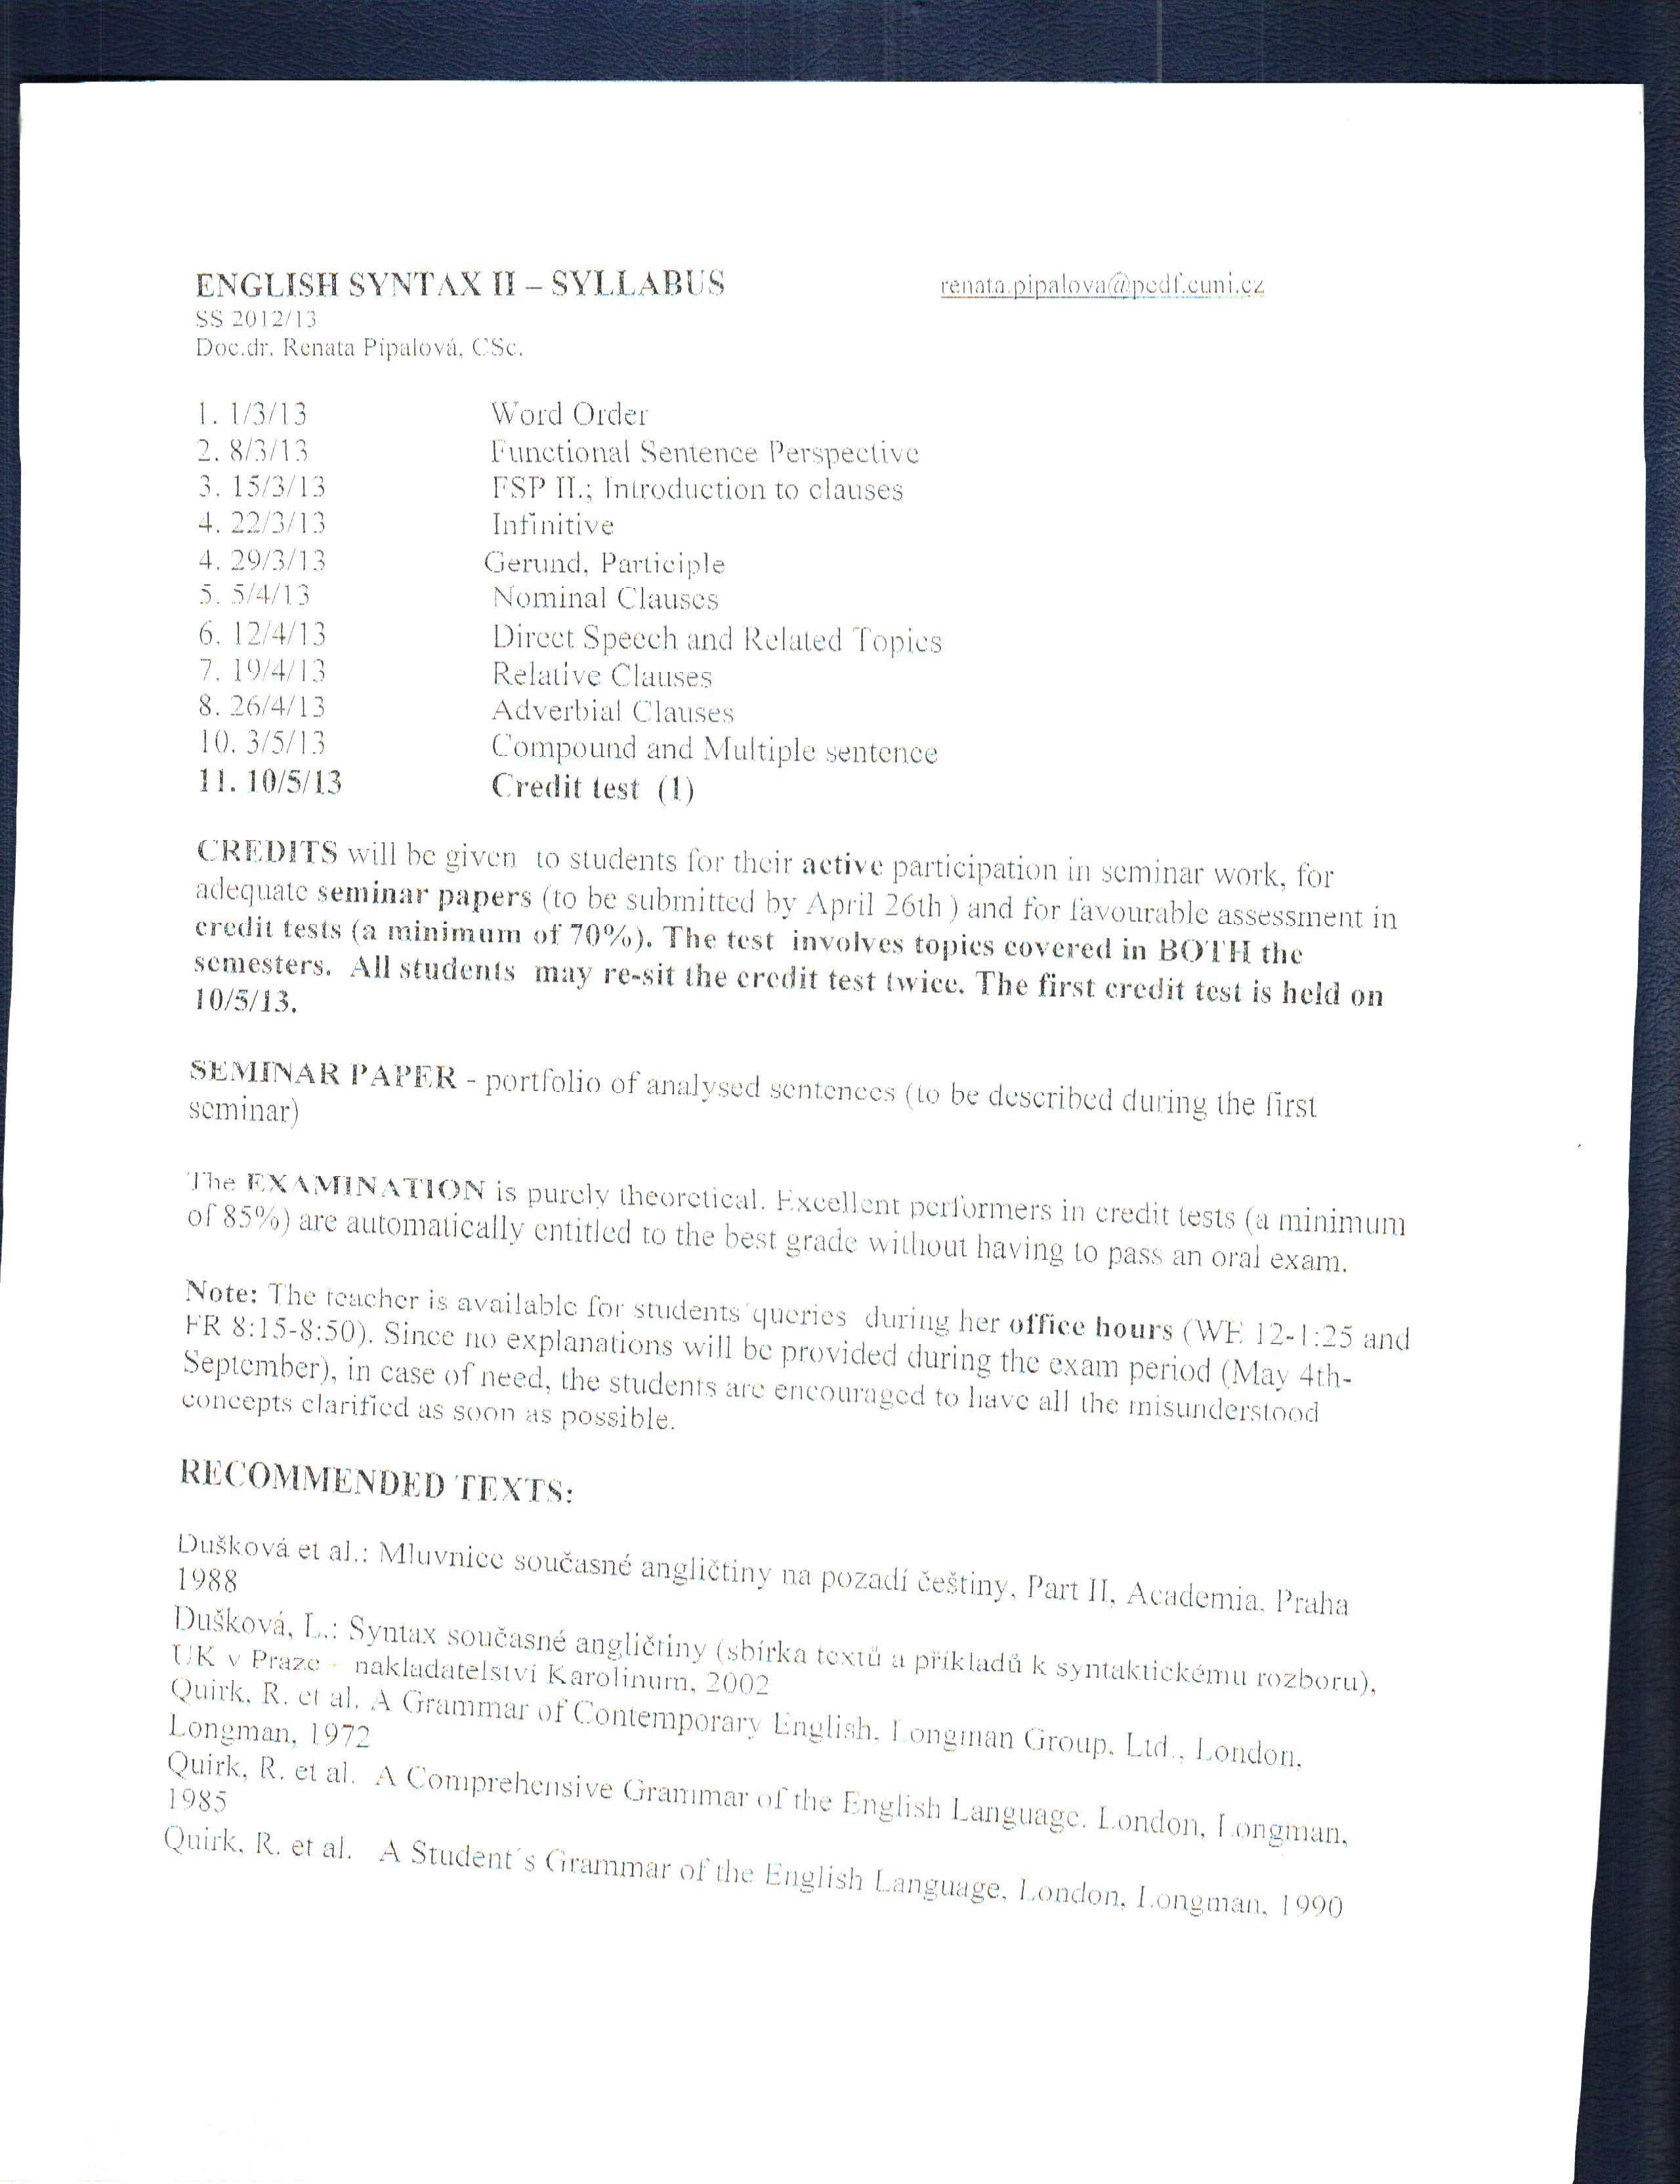 ENGLISH SYNTAX II – SYLLABUS renata.pipalova@pedf.cuni.cz
SS 2012/13
Doc.dr. Renata Pípalová, CSc.
1. 1/3/13 Word Order
2. 8/3/13 Functional Sentence Perspective
3. 15/3/13 FSP II.; Introduction to clauses
4. 22/3/13 Infinitive
4. 29/3/13 Gerund, Participle
5. 5/4/13 Nominal Clauses
6. 12/4/13 Direct Speech and Related Topics
7. 19/4/13 Relative Clauses
8. 26/4/13 Adverbial Clauses
10. 3/5/13 Compound and Multiple sentence
11. 10/5/13 Credit test (1)
CREDITS will be given to students for their active participation in seminar work, for
adequate seminar papers (to be submitted by April 26th ) and for favourable assessment in
credit tests (a minimum of 70%). The test involves topics covered in BOTH the
semesters. All students may re-sit the credit test twice. The first credit test is held on
10/5/13.
SEMINAR PAPER - portfolio of analysed sentences (to be described during the first
seminar)
The EXAMINATION is purely theoretical. Excellent performers in credit tests (a minimum
of 85%) are automatically entitled to the best grade without having to pass an oral exam.
Note: The teacher is available for students´queries during her office hours (WE 12-1:25 and
FR 8:15-8:50). Since no explanations will be provided during the exam period (May 4th-
September), in case of need, the students are encouraged to have all the misunderstood
concepts clarified as soon as possible.
RECOMMENDED TEXTS:
Dušková et al.: Mluvnice současné angličtiny na pozadí češtiny, Part II, Academia, Praha
1988
Dušková, L.: Syntax současné angličtiny (sbírka textů a příkladů k syntaktickému rozboru),
UK v Praze – nakladatelství Karolinum, 2002
Quirk, R. et al. A Grammar of Contemporary English. Longman Group, Ltd., London,
Longman, 1972
Quirk, R. et al. A Comprehensive Grammar of the English Language. London, Longman,
1985
Quirk, R. et al. A Student´s Grammar of the English Language, London, Longman, 1990